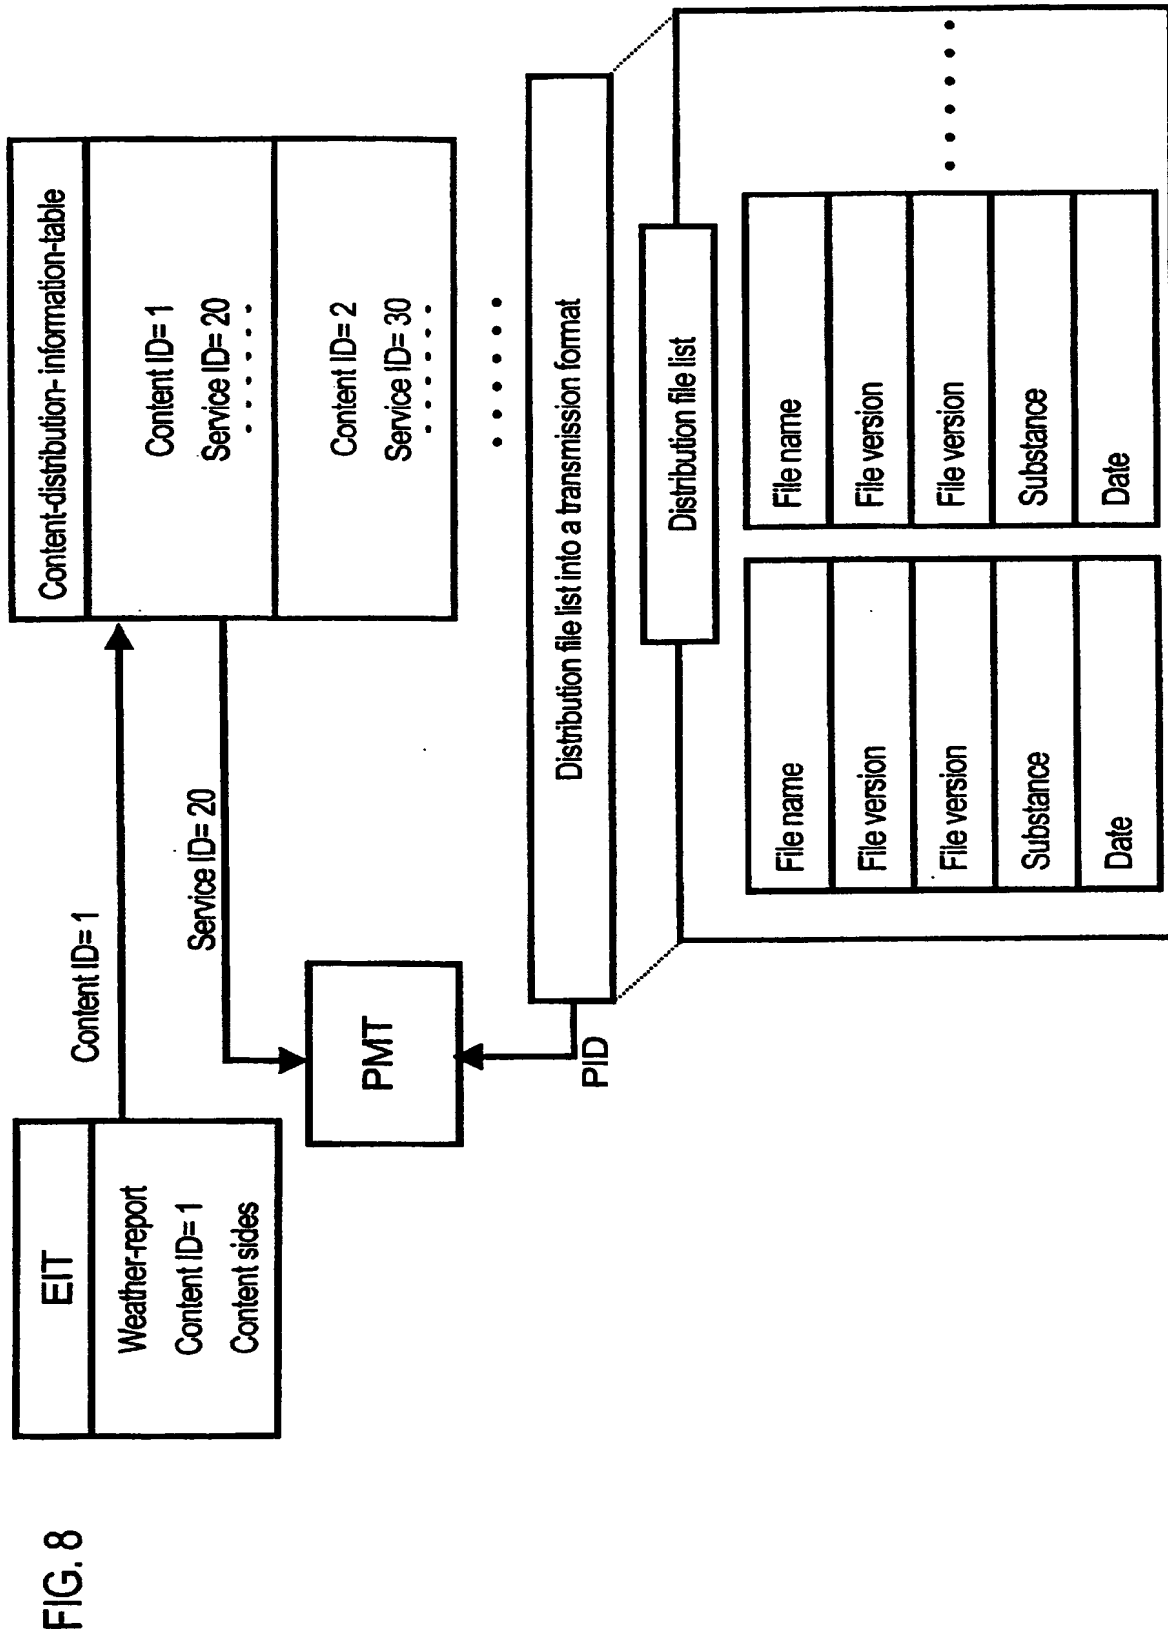 FIG. 8
EIT
Weather-report
Content ID= 1
Content sides
Content ID= 1
Service ID= 20
Content-distribution- information-table
Content ID= 1
Service ID= 20
Content ID= 2
Service ID= 30
PMT
PID
Distribution file list into a transmission format
Distribution file list
File name
File version
File version
Substance
Date
File name
File version
File version
Substance
Date